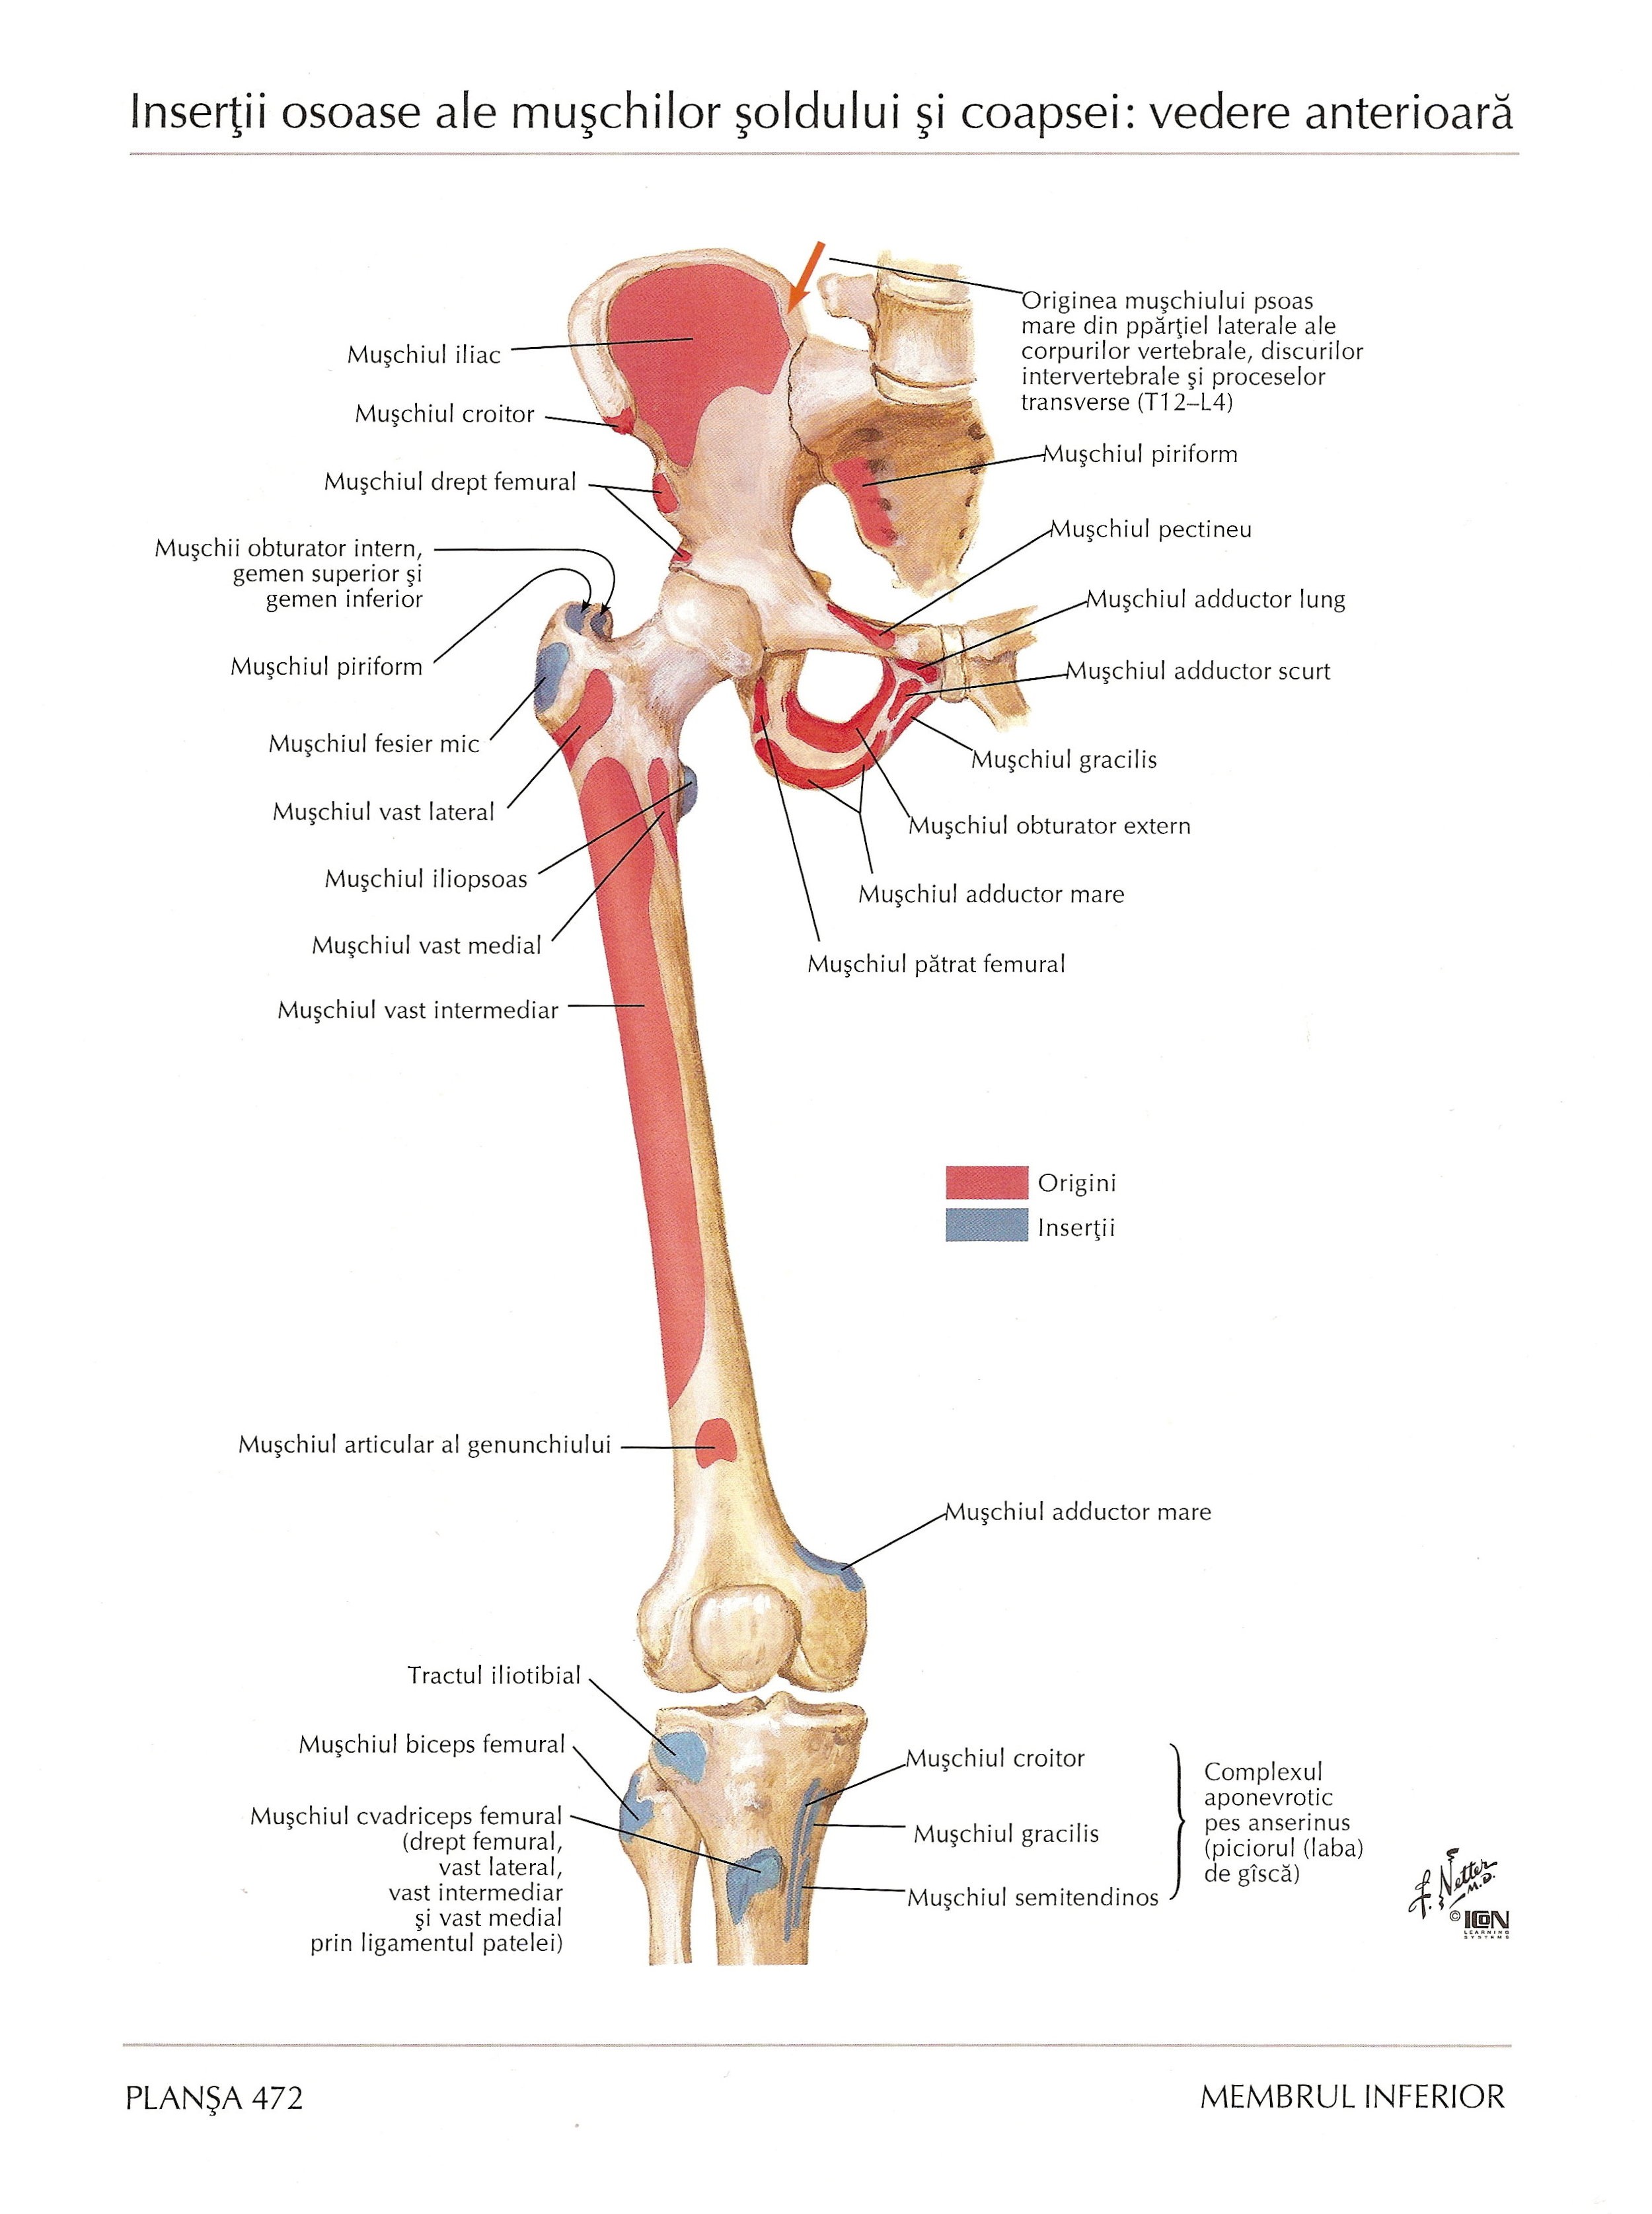 Inserţii osoase ale muşchilor şoldului şi coapsei: vedere anterioară
Originea muşchiului psoas
mare din ppărţiel laterale ale
corpurilor vertebrale, discurilor
intervertebrale şi proceselor
transverse (T12–L4)
Muşchiul iliac
Muşchiul croitor
Muşchiul drept femural
Muşchii obturator intern,
gemen superior şi
gemen inferior
Muşchiul piriform
Muşchiul fesier mic
Muşchiul vast lateral
Muşchiul iliopsoas
Muşchiul vast medial
Muşchiul vast intermediar
Muşchiul piriform
Muşchiul pectineu
Muşchiul adductor lung
Muşchiul adductor scurt
Muşchiul gracilis
Muşchiul obturator extern
Muşchiul adductor mare
Muşchiul pătrat femural
Origini
Inserţii
Muşchiul articular al genunchiului
Muşchiul adductor mare
Tractul iliotibial
Muşchiul biceps femural
Muşchiul cvadriceps femural
(drept femural,
vast lateral,
vast intermediar
şi vast medial
prin ligamentul patelei)
Muşchiul croitor
Muşchiul gracilis
Muşchiul semitendinos
Complexul
aponevrotic
pes anserinus
(piciorul (laba)
de gîscă)
F. Netter
M.D.
© ICON
LEARNING
SYSTEMS
PLANŞA 472
MEMBRUL INFERIOR